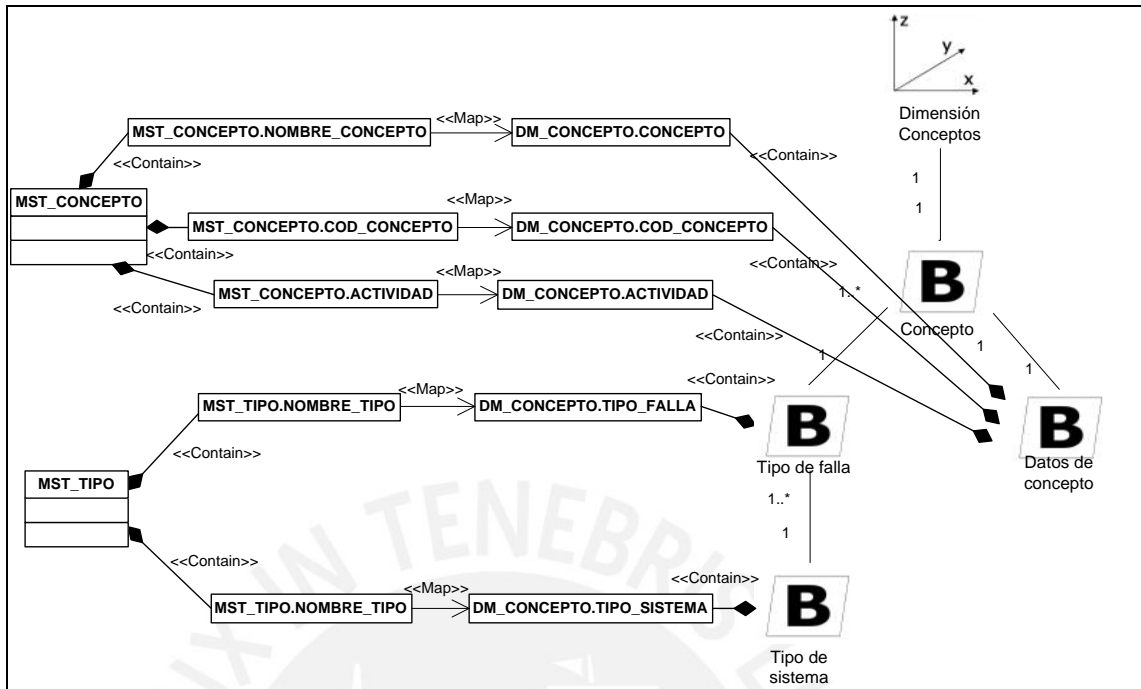 z
y
x
Dimensión
Conceptos
MST_CONCEPTO.NOMBRE_CONCEPTO
<<Map>>
DM_CONCEPTO.CONCEPTO
<<Contain>>
<<Contain>>
1
1
MST_CONCEPTO
MST_CONCEPTO.COD_CONCEPTO
<<Map>>
DM_CONCEPTO.COD_CONCEPTO
<<Contain>>
<<Contain>>
B
Concepto
MST_CONCEPTO.ACTIVIDAD
<<Map>>
DM_CONCEPTO.ACTIVIDAD
<<Contain>>
<<Contain>>
1..*
1
1
1
MST_TIPO.NOMBRE_TIPO
<<Map>>
DM_CONCEPTO.TIPO_FALLA
<<Contain>>
<<Contain>>
B
Tipo de falla
B
Datos de
concepto
MST_TIPO
1..*
1
<<Contain>>
MST_TIPO.NOMBRE_TIPO
<<Map>>
DM_CONCEPTO.TIPO_SISTEMA
<<Contain>>
B
Tipo de
sistema
IN TENEBRIS